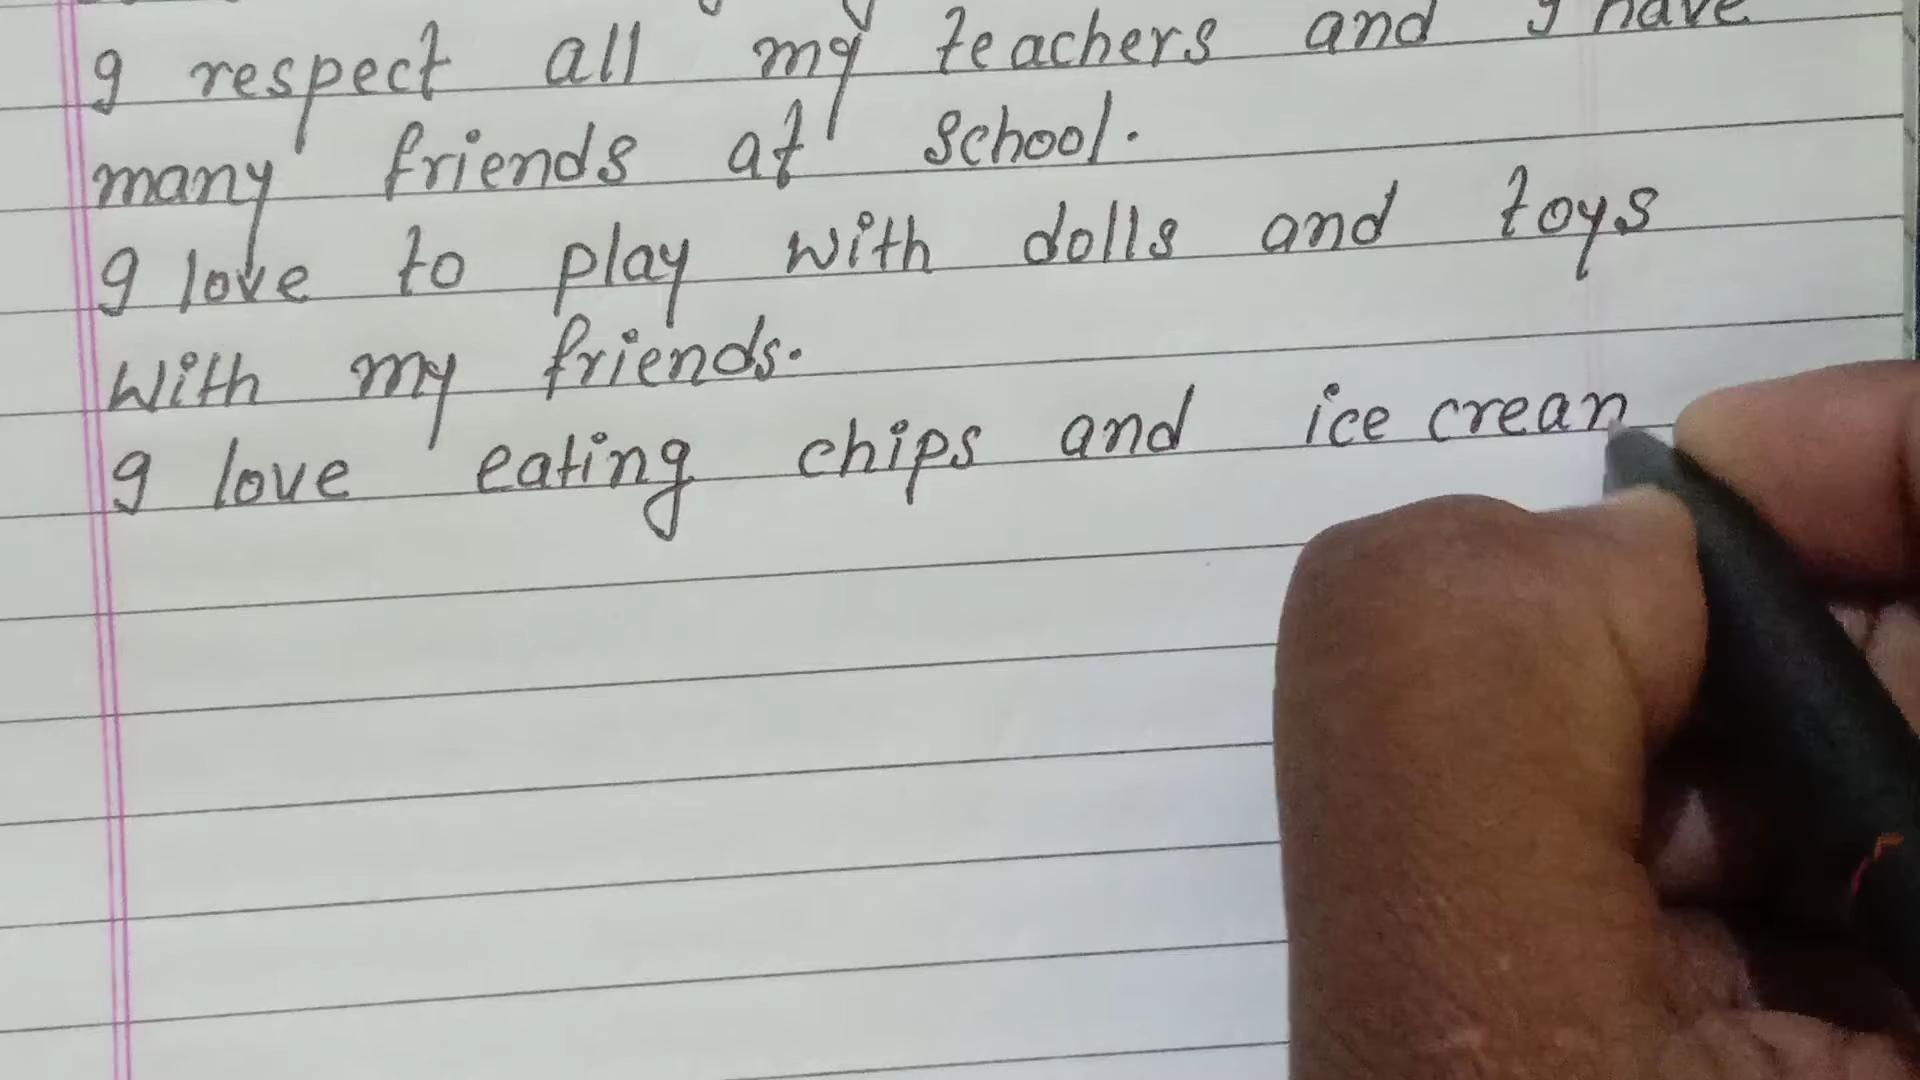 I respect all my teachers and I have
many friends at school.
I love to play with dolls and toys
with my friends.
I love eating chips and ice crean